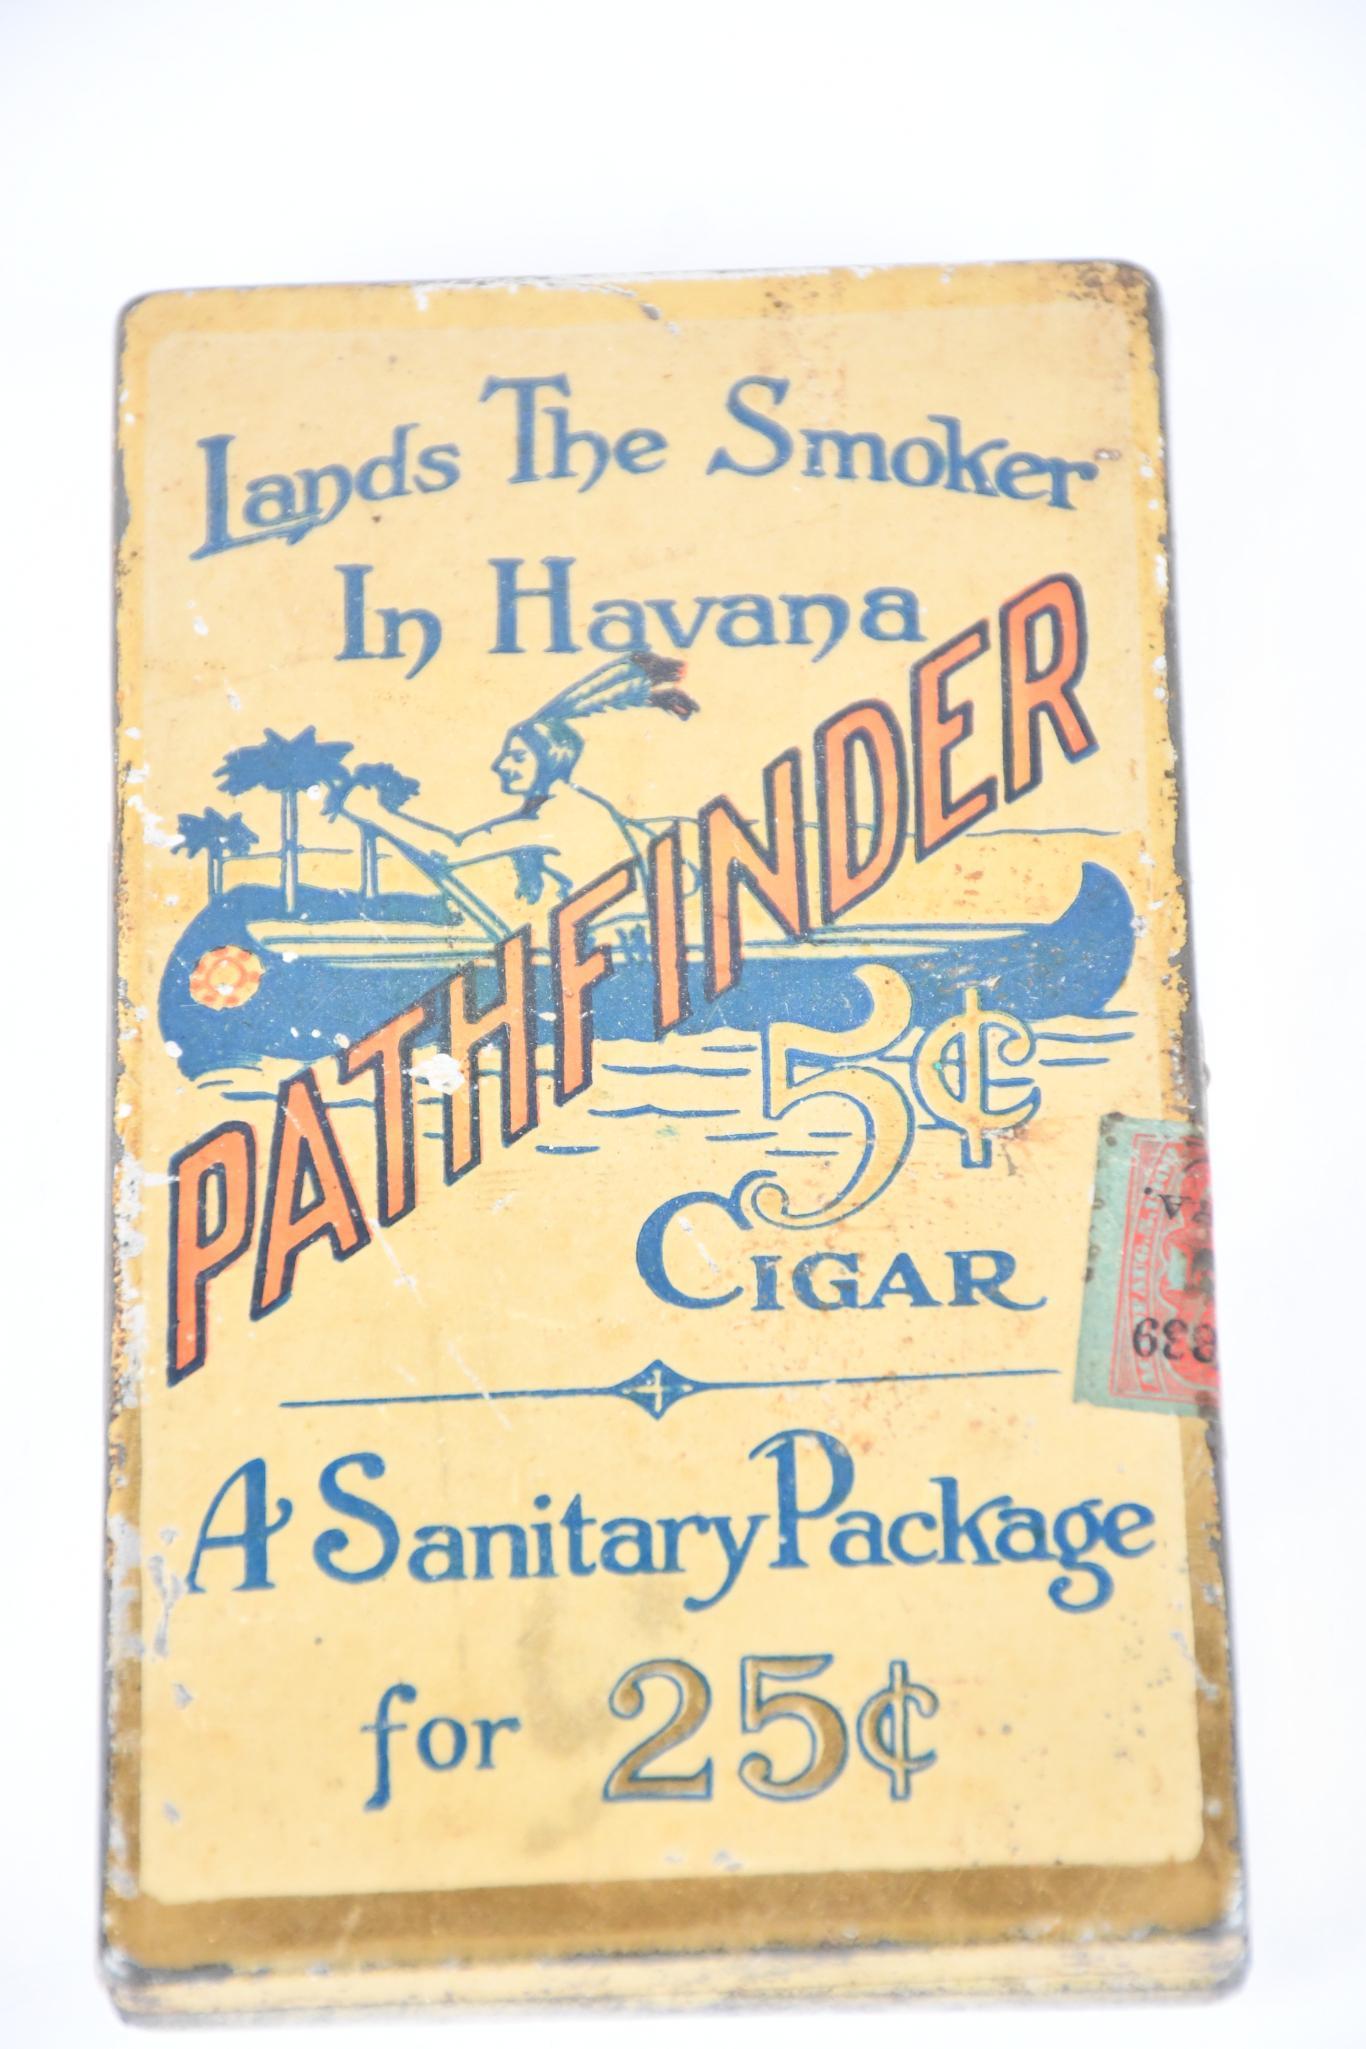 Lands The Smoker
In Havana
PATHFINDER
5¢
CIGAR
A Sanitary Package
for 25¢